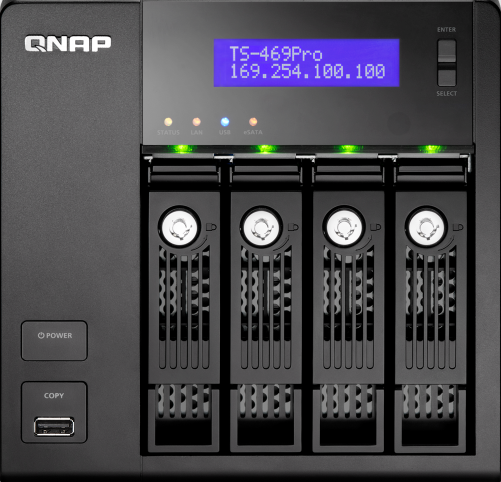 QNAP
TS-469Pro
169.254.100.100
ENTER
SELECT
STATUS LAN USB eSATA
POWER
COPY